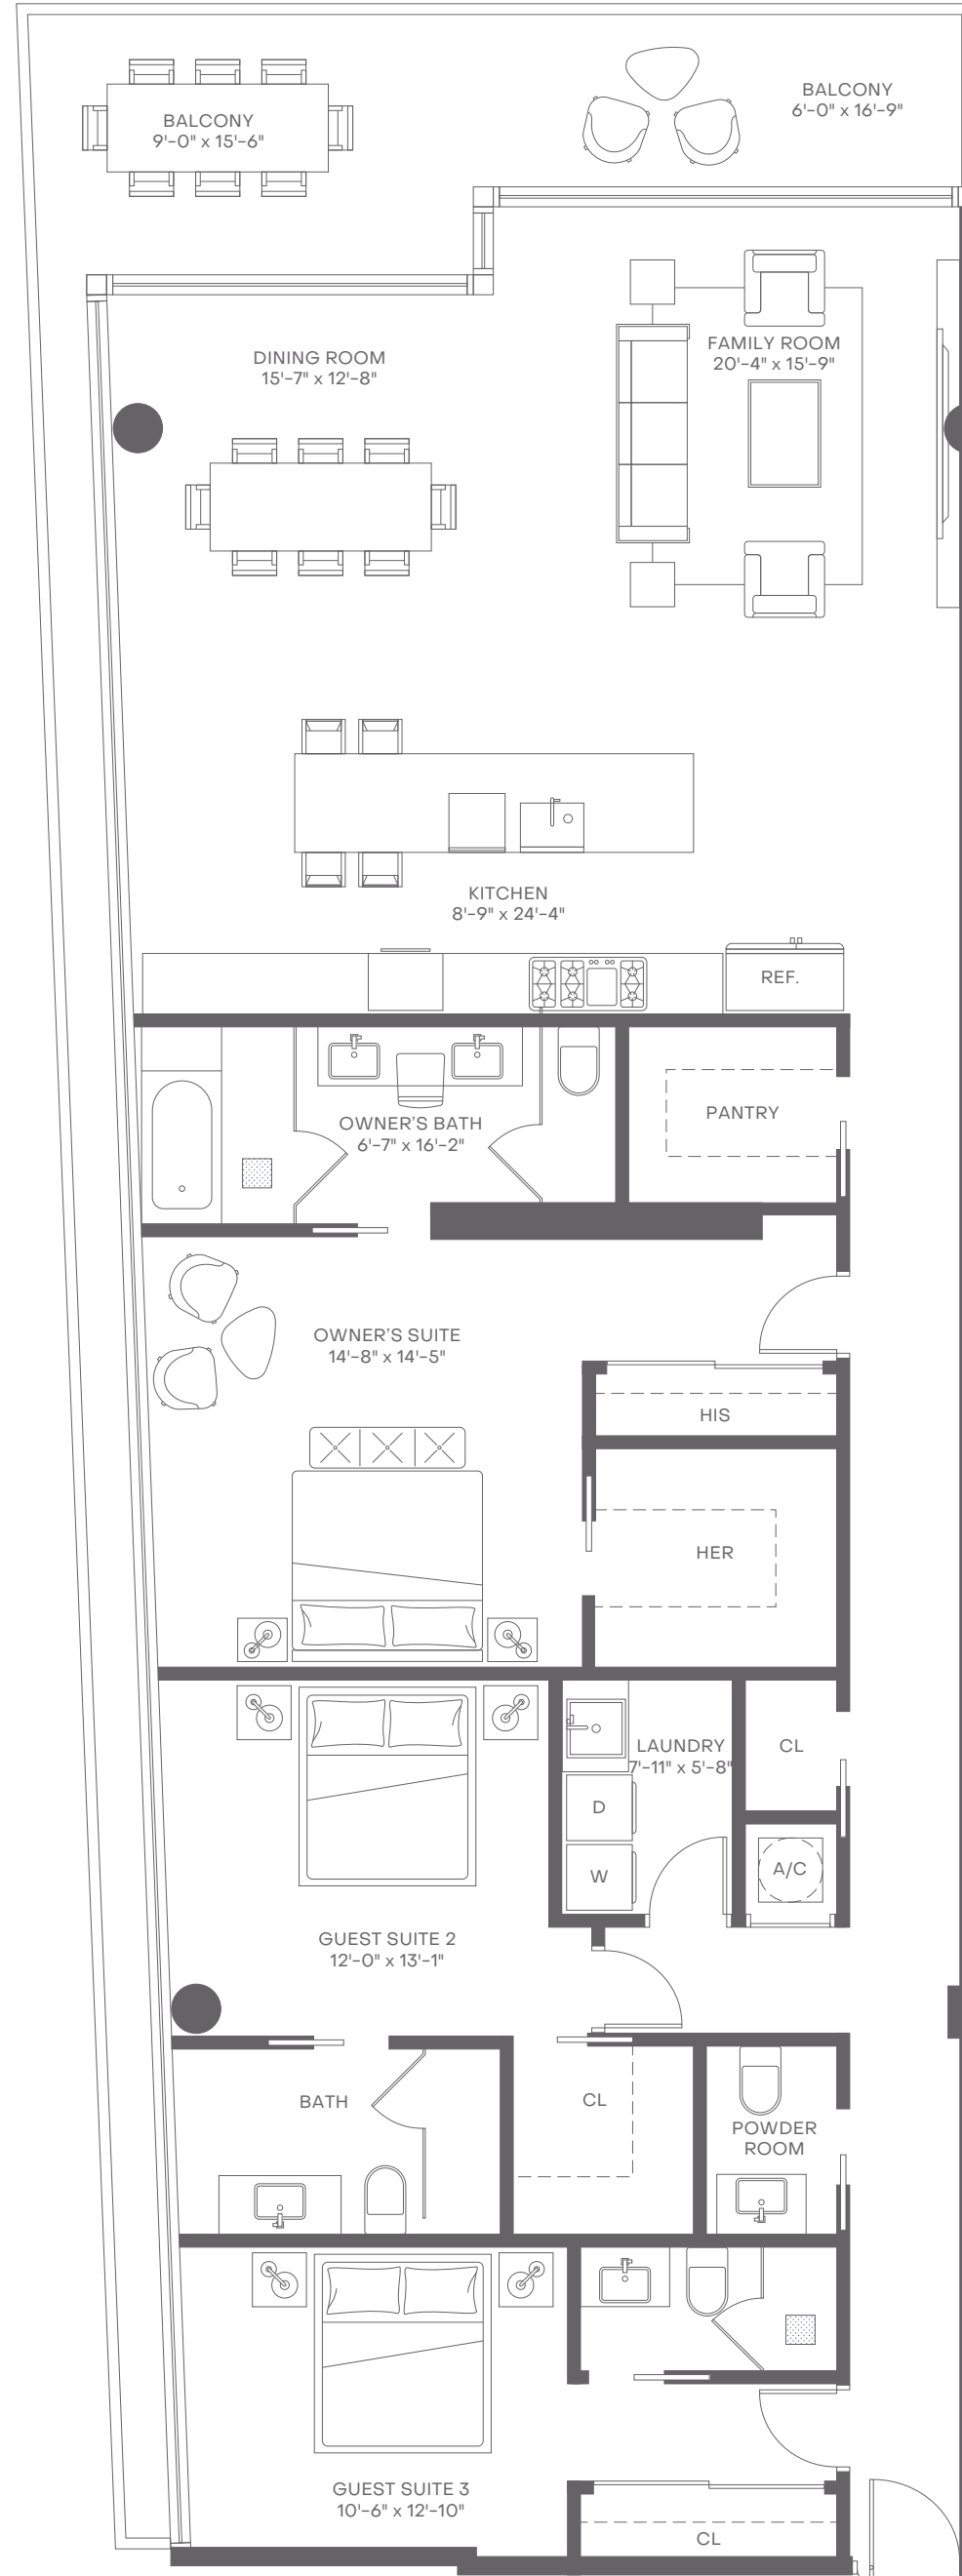 BALCONY
9'-0" x 15'-6"
BALCONY
6'-0" x 16'-9"
DINING ROOM
15'-7" x 12'-8"
FAMILY ROOM
20'-4" x 15'-9"
KITCHEN
8'-9" x 24'-4"
REF.
OWNER'S BATH
6'-7" x 16'-2"
PANTRY
OWNER'S SUITE
14'-8" x 14'-5"
HIS
HER
LAUNDRY
7'-11" x 5'-8"
CL
D
A/C
W
GUEST SUITE 2
12'-0" x 13'-1"
BATH
CL
POWDER
ROOM
GUEST SUITE 3
10'-6" x 12'-10"
CL